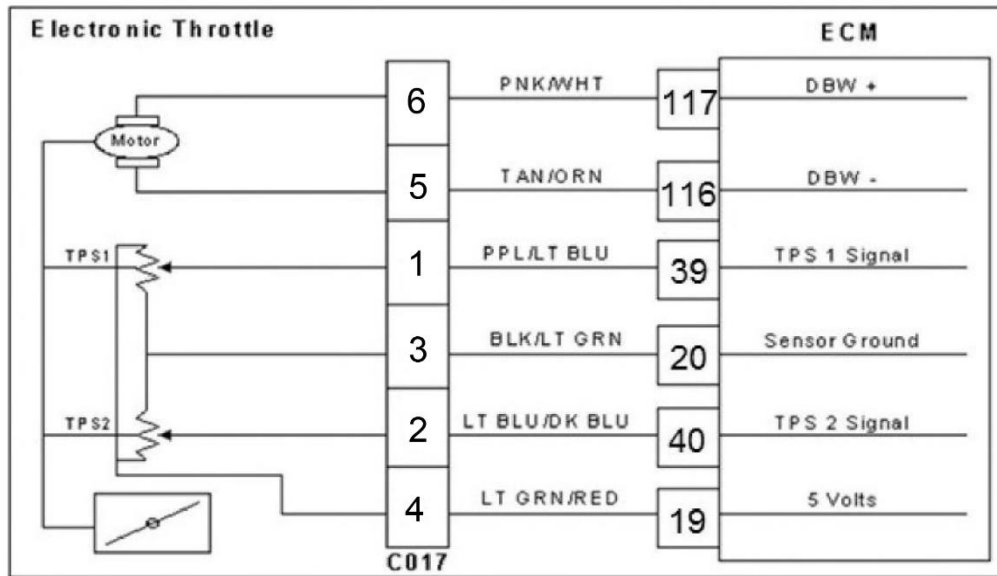 Electronic Throttle
ECM
6 PNK/WHT 117 DBW +
Motor
5 TAN/ORN 116 DBW -
TPS1 1 PPL/LT BLU 39 TPS 1 Signal
3 BLK/LT GRN 20 Sensor Ground
TPS2 2 LT BLU/DK BLU 40 TPS 2 Signal
4 LT GRN/RED 19 5 Volts
C017